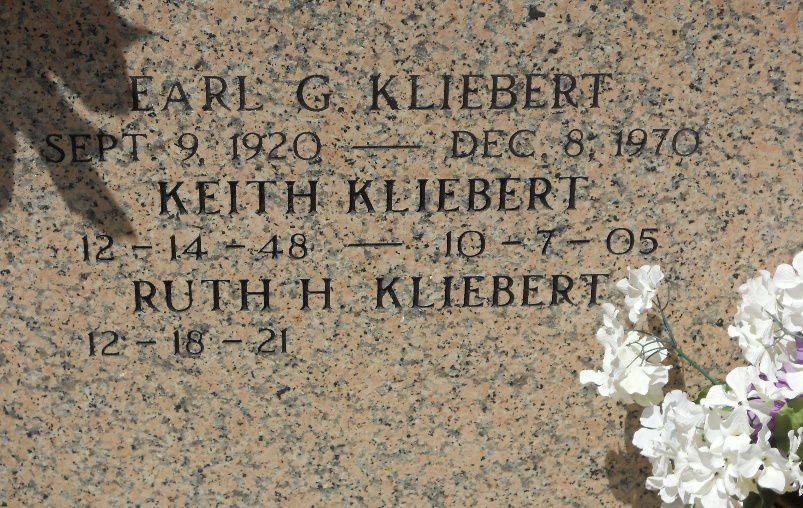 EARL G. KLIEBERT
SEPT. 9, 1920 — DEC. 8, 1970
KEITH KLIEBERT
12 - 14 - 48 — 10 - 7 - 05
RUTH H. KLIEBERT
12 - 18 - 21